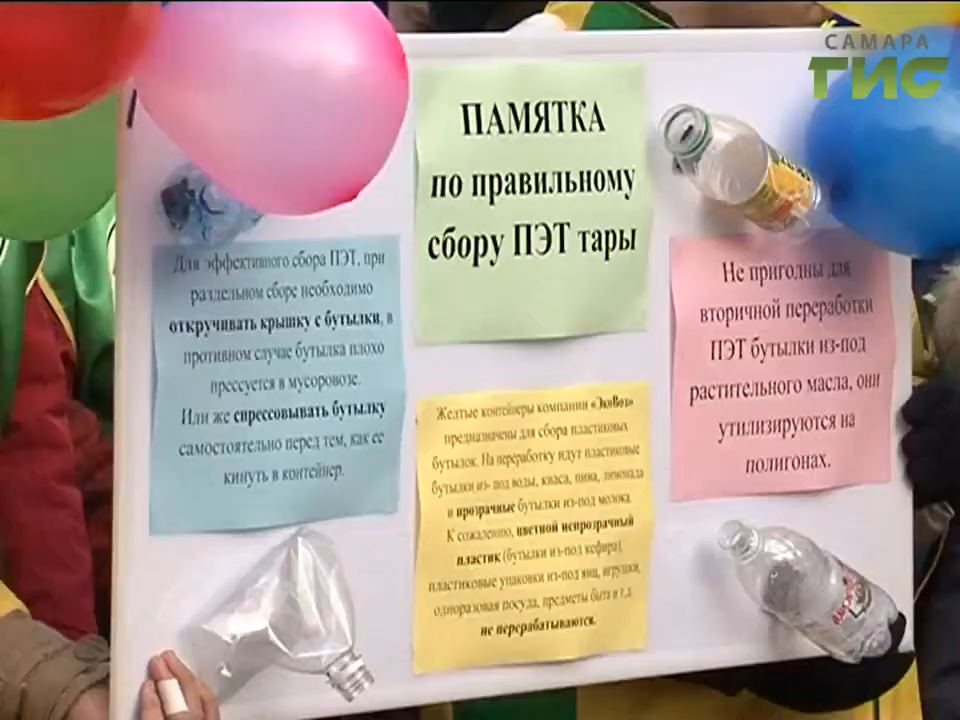 САМАРА
ТИС
ПАМЯТКА
по правильному
сбору ПЭТ тары
Для эффективного сбора ПЭТ, при
раздельном сборе необходимо
откручивать крышку с бутылки, в
противном случае бутылка плохо
прессуется в мусоровозе.
Или же спрессовывать бутылку
самостоятельно перед тем, как ее
кинуть в контейнер.
Желтые контейнеры компании «ЭкоВоз»
предназначены для сбора пластиковых
бутылок. На переработку идут пластиковые
бутылки из- под воды, кваса, пива, лимонада
и прозрачные бутылки из-под молока.
К сожалению, цветной непрозрачный
пластик (бутылки из-под кефира),
пластиковые упаковки из-под яиц, игрушки,
одноразовая посуда, предметы быта и т.д.
не перерабатываются.
Не пригодны для
вторичной переработки
ПЭТ бутылки из-под
растительного масла, они
утилизируются на
полигонах.